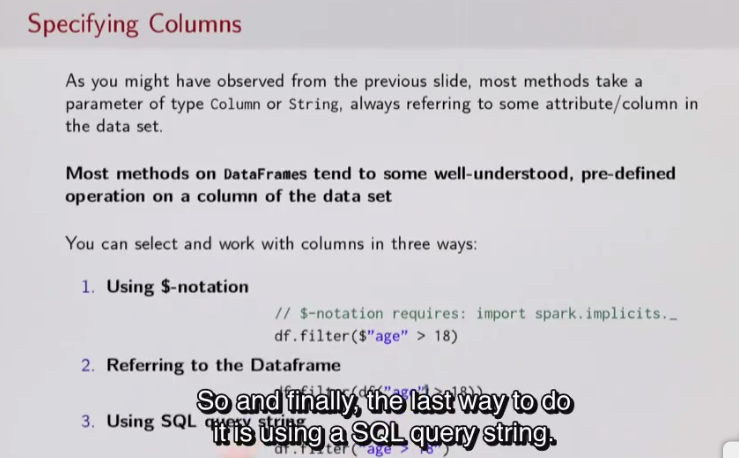 Specifying Columns
As you might have observed from the previous slide, most methods take a
parameter of type Column or String, always referring to some attribute/column in
the data set.
Most methods on DataFrames tend to some well-understood, pre-defined
operation on a column of the data set
You can select and work with columns in three ways:
1. Using $-notation
// $-notation requires: import spark.implicits._
df.filter($"age" > 18)
2. Referring to the Dataframe
So and finally, the last way to do
3. Using SQL query string
it is using a SQL query string.